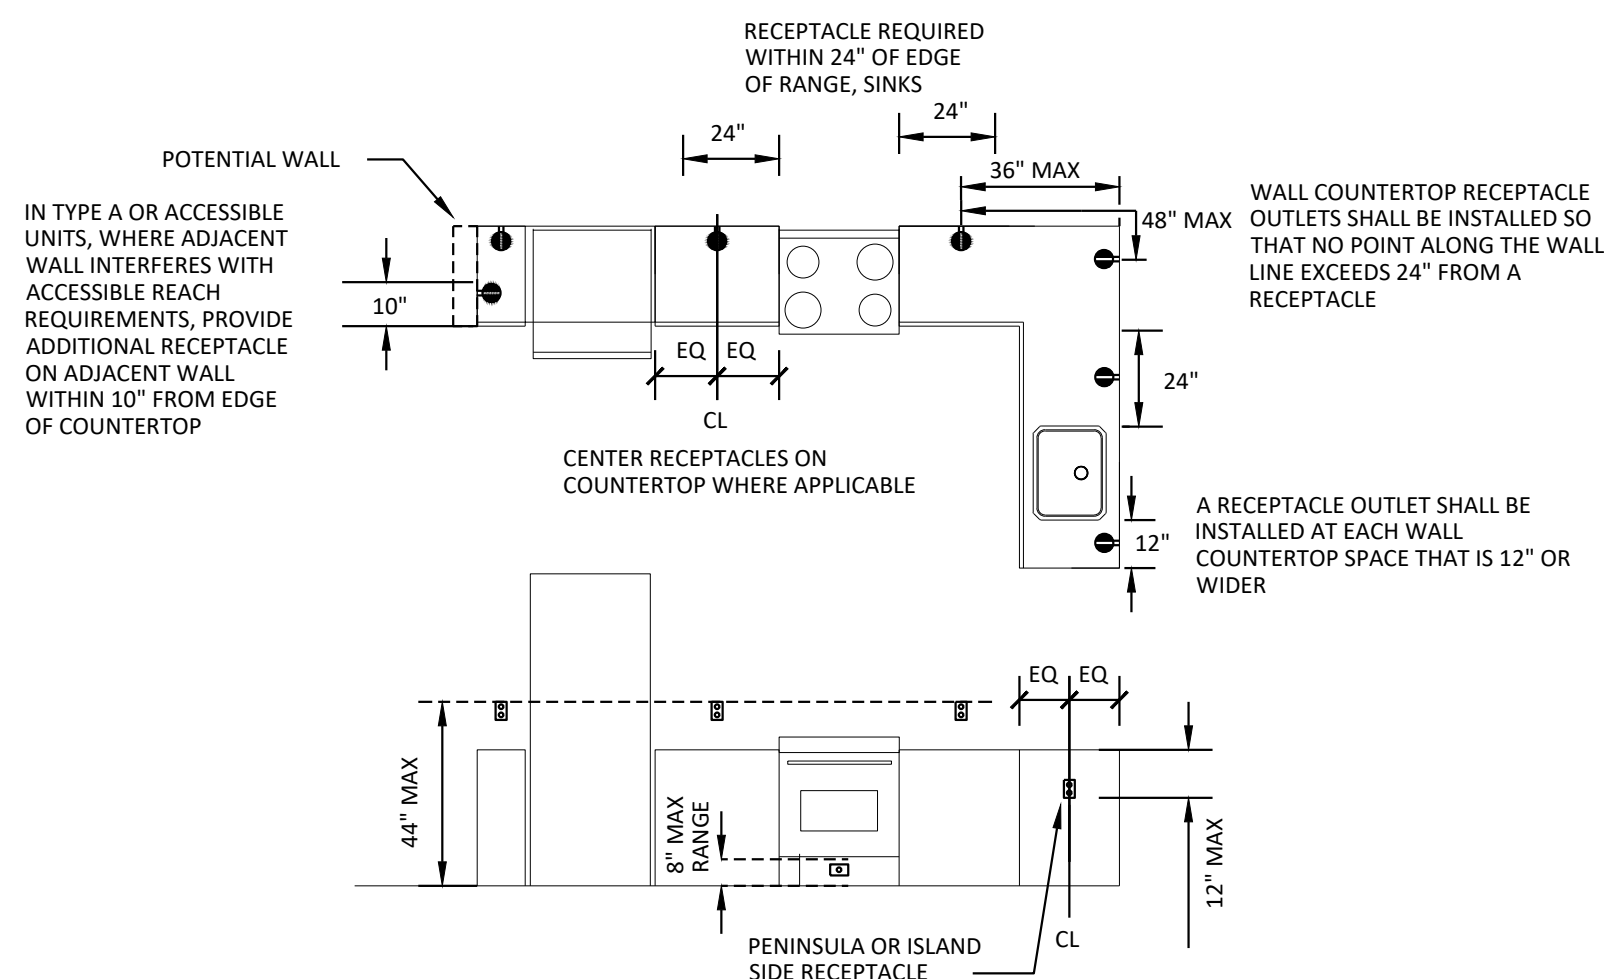 RECEPTACLE REQUIRED
WITHIN 24" OF EDGE
OF RANGE, SINKS
24"
24"
POTENTIAL WALL
36" MAX
IN TYPE A OR ACCESSIBLE
UNITS, WHERE ADJACENT
WALL INTERFERES WITH
ACCESSIBLE REACH
REQUIREMENTS, PROVIDE
ADDITIONAL RECEPTACLE
ON ADJACENT WALL
WITHIN 10" FROM EDGE
OF COUNTERTOP
10"
48" MAX
WALL COUNTERTOP RECEPTACLE
OUTLETS SHALL BE INSTALLED SO
THAT NO POINT ALONG THE WALL
LINE EXCEEDS 24" FROM A
RECEPTACLE
EQ
EQ
CL
24"
CENTER RECEPTACLES ON
COUNTERTOP WHERE APPLICABLE
12"
A RECEPTACLE OUTLET SHALL BE
INSTALLED AT EACH WALL
COUNTERTOP SPACE THAT IS 12" OR
WIDER
EQ
EQ
44" MAX
8" MAX
RANGE
12" MAX
CL
PENINSULA OR ISLAND
SIDE RECEPTACLE